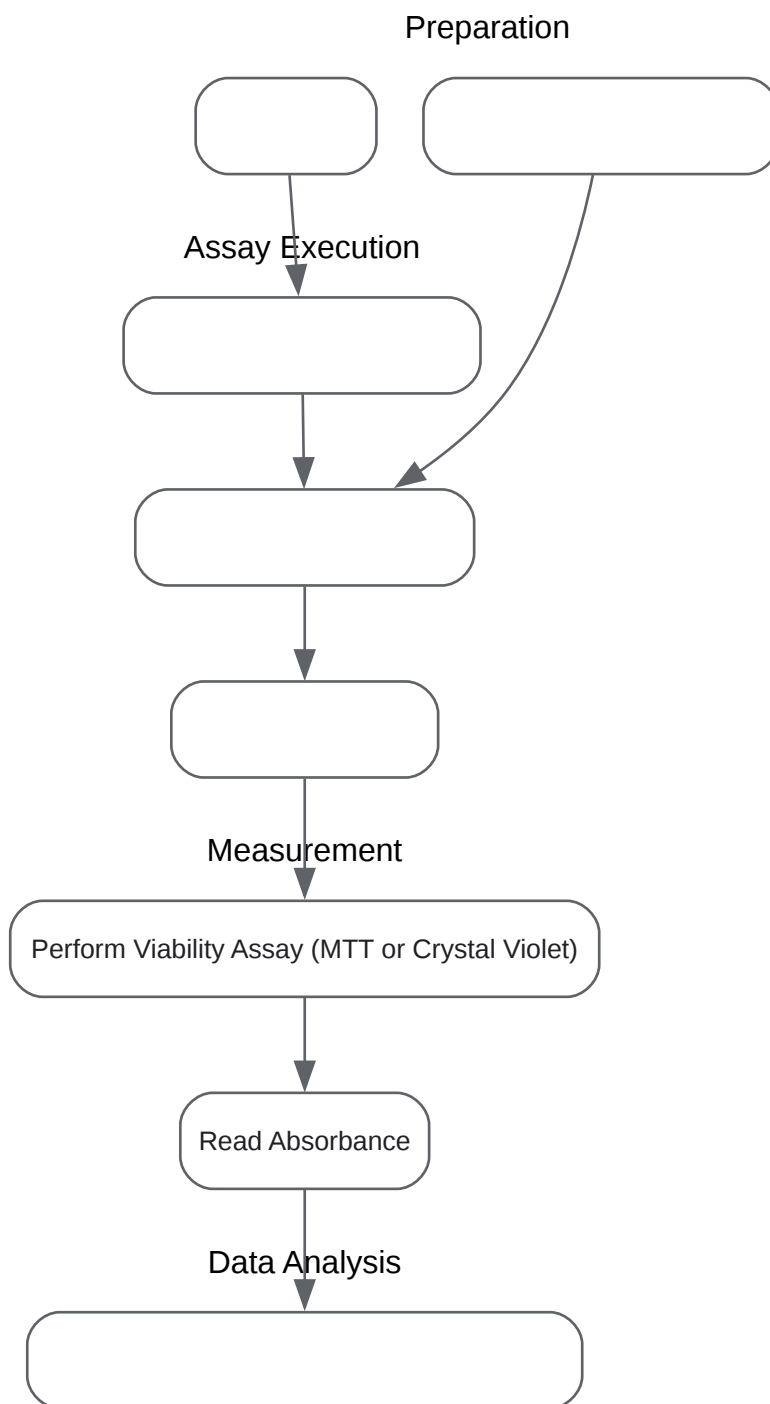 Preparation
Assay Execution
Measurement
Perform Viability Assay (MTT or Crystal Violet)
Read Absorbance
Data Analysis